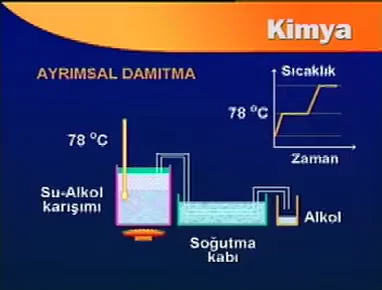 Kimya
AYRIMSAL DAMITMA
Sıcaklık
78 °C
Zaman
78 °C
Su-Alkol
karışımı
Soğutma
kabı
Alkol